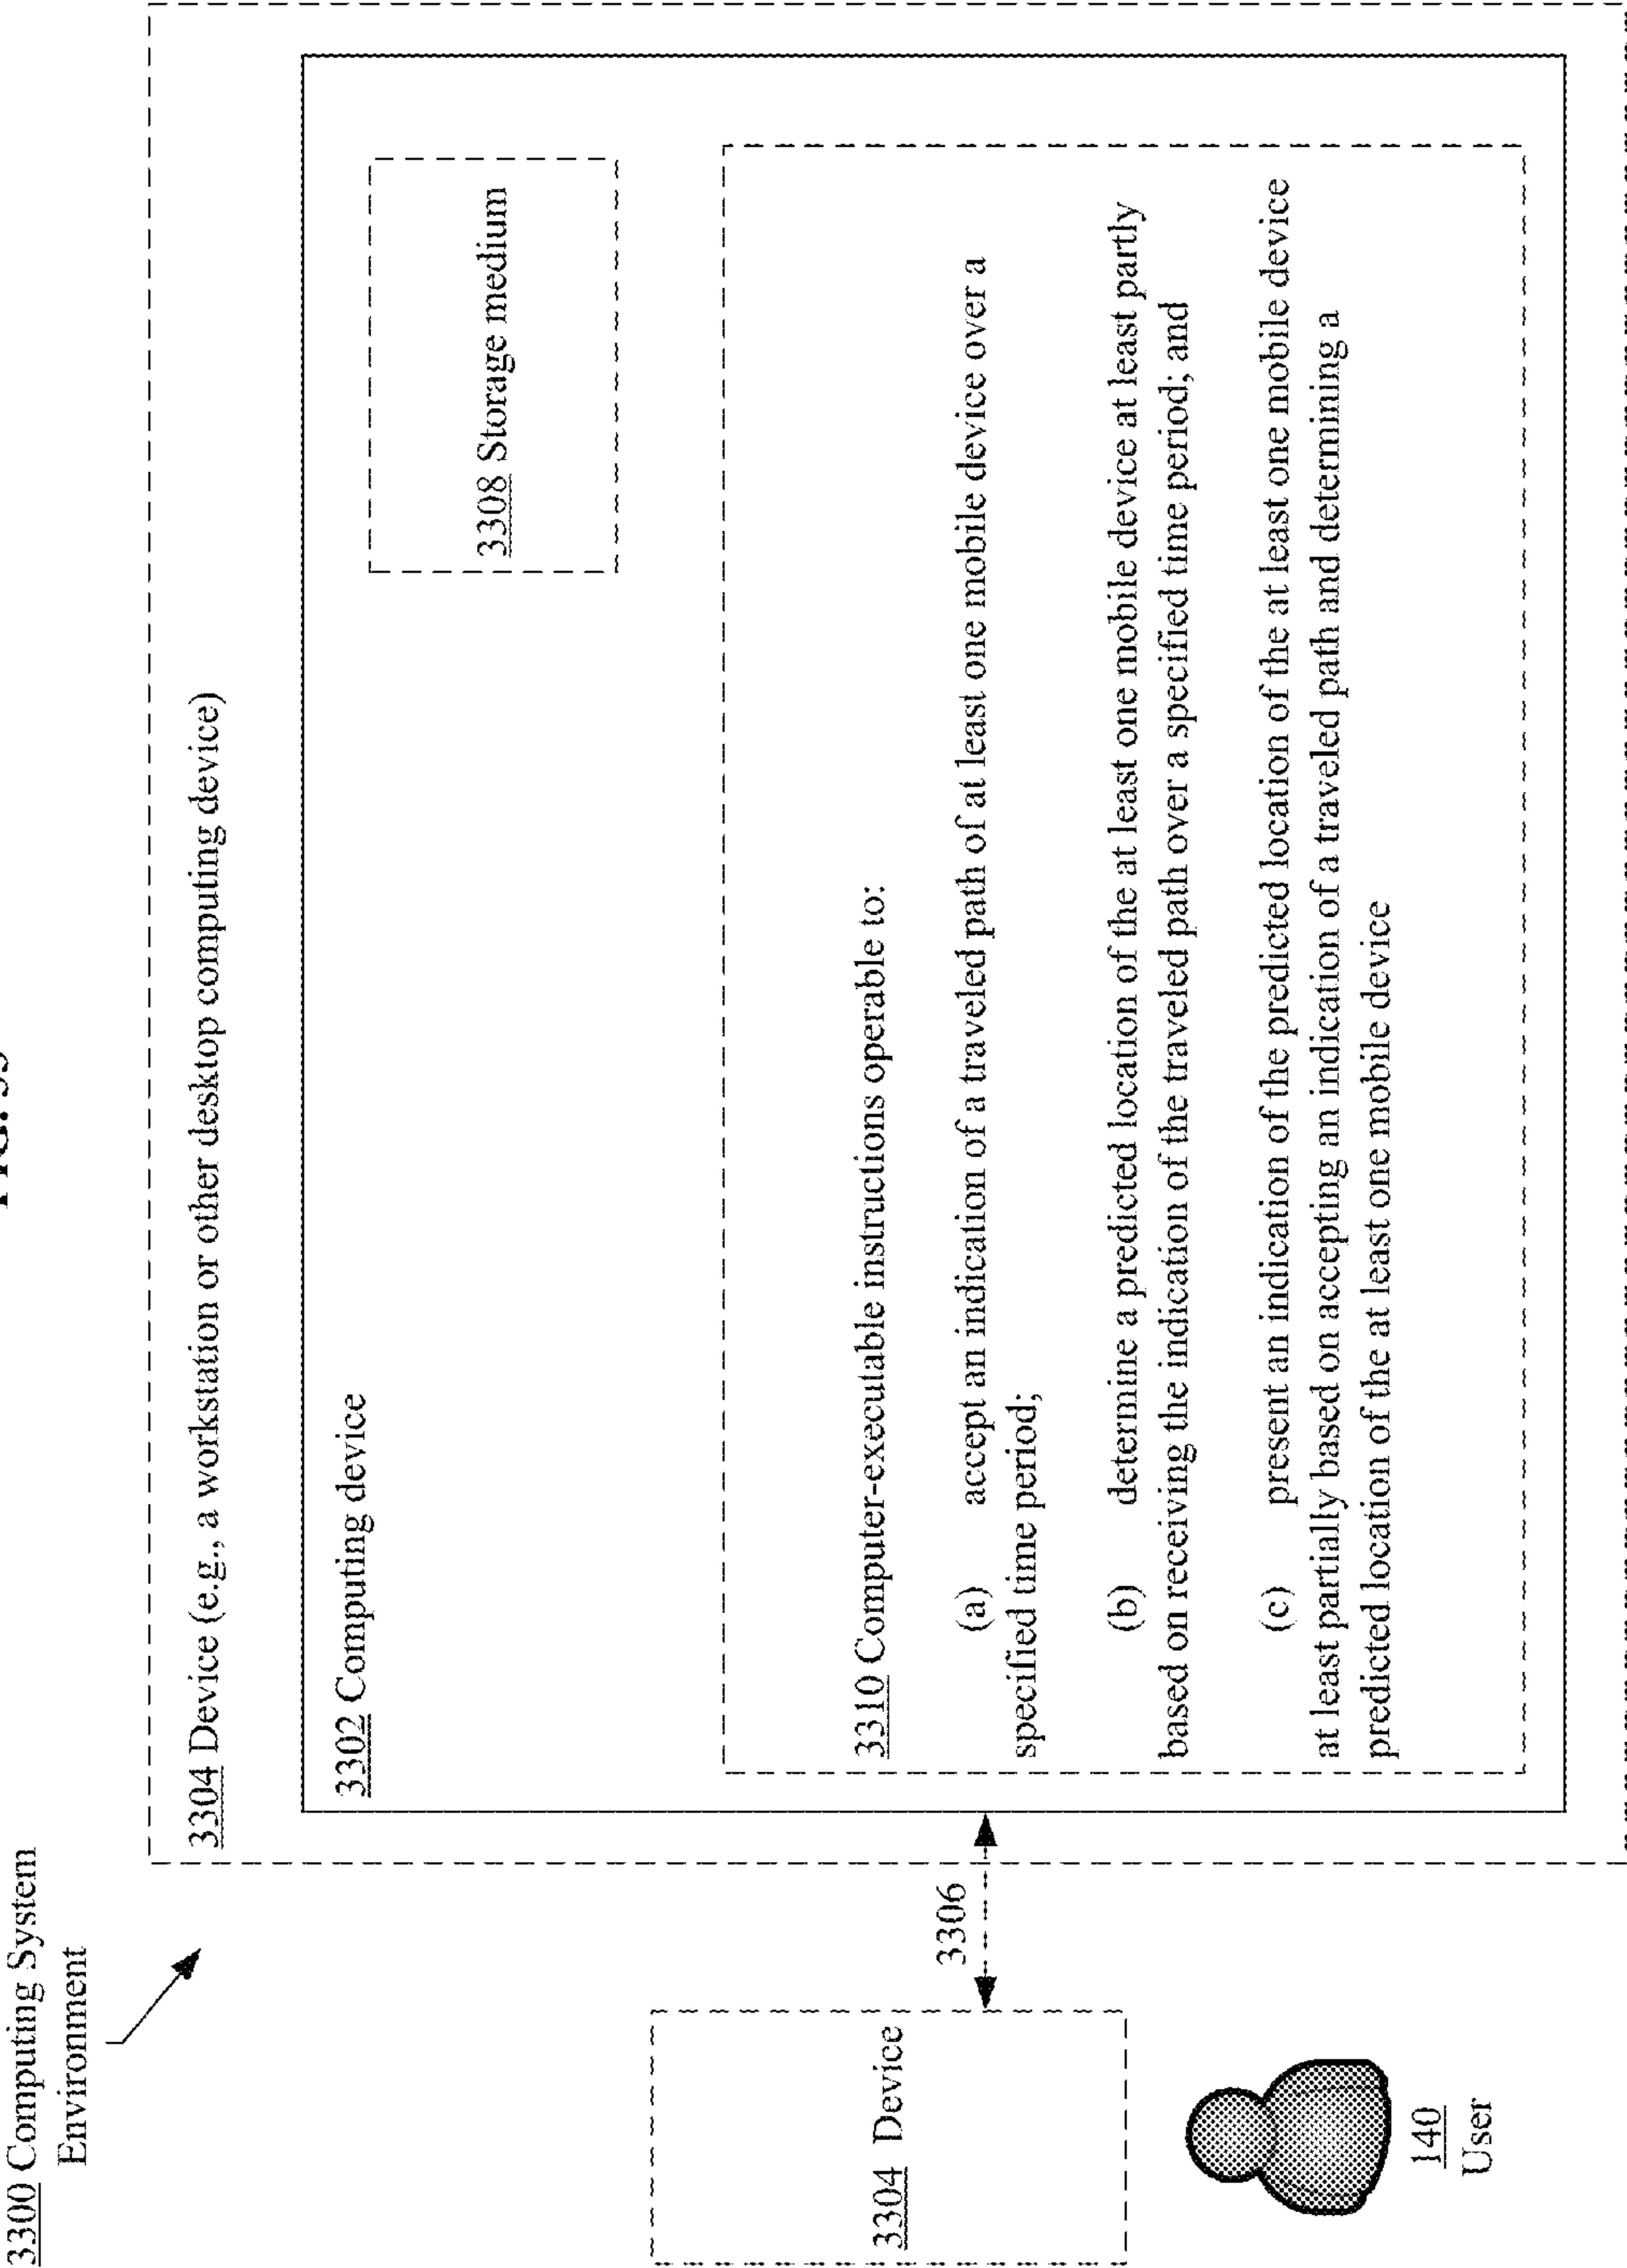 3300 Computing System
Environment
3304 Device (e.g., a workstation or other desktop computing device)
3302 Computing device
3308 Storage medium
3310 Computer-executable instructions operable to:
(a) accept an indication of a traveled path of at least one mobile device over a
specified time period;
(b) determine a predicted location of the at least one mobile device at least partly
based on receiving the indication of the traveled path over a specified time period; and
(c) present an indication of the predicted location of the at least one mobile device
at least partially based on accepting an indication of a traveled path and determining a
predicted location of the at least one mobile device
3306
3304 Device
140
User